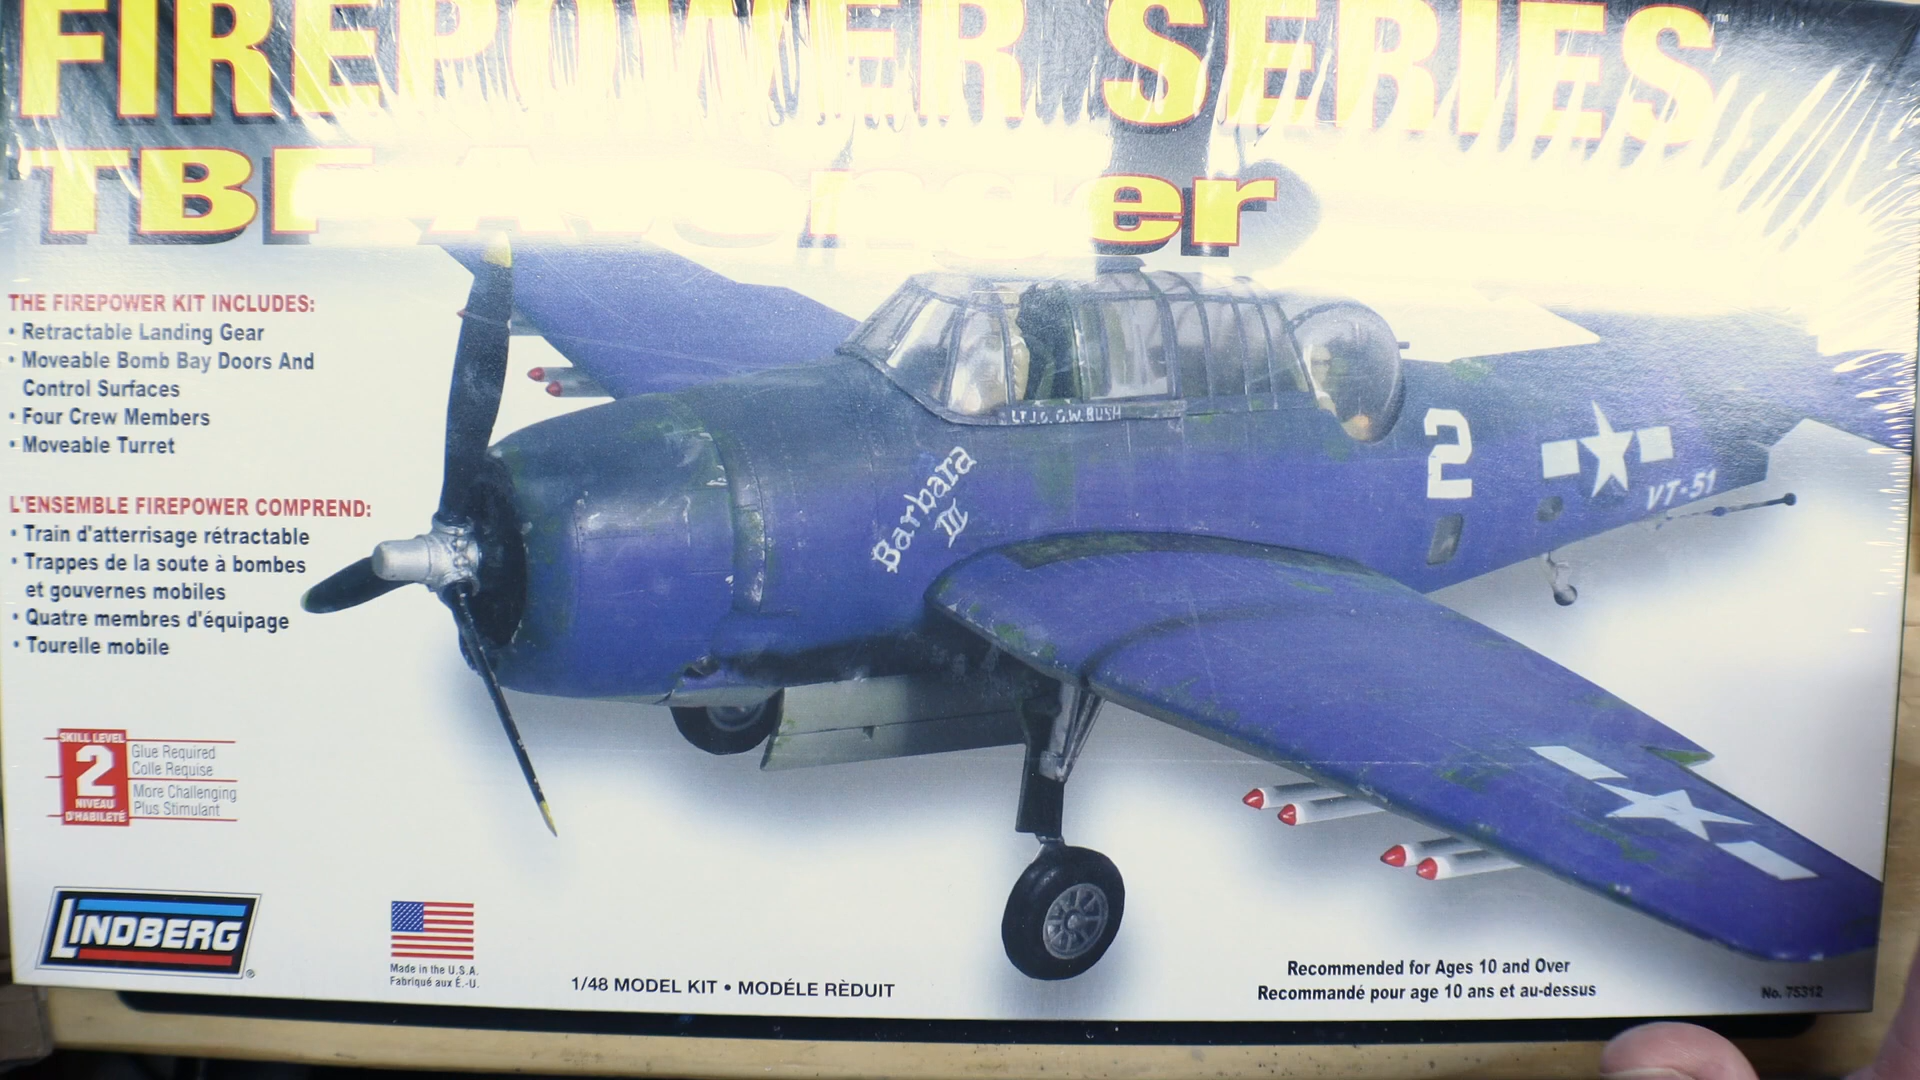 FIREPOWER SERIES™
TBF Avenger
THE FIREPOWER KIT INCLUDES:
• Retractable Landing Gear
• Moveable Bomb Bay Doors And
Control Surfaces
• Four Crew Members
• Moveable Turret
L'ENSEMBLE FIREPOWER COMPREND:
• Train d'atterrisage rétractable
• Trappes de la soute à bombes
et gouvernes mobiles
• Quatre membres d'équipage
• Tourelle mobile
LT.J.G. G.W. BUSH
Barbara
III
2
VT-51
SKILL LEVEL
2
NIVEAU
D'HABILETÉ
Glue Required
Colle Requise
More Challenging
Plus Stimulant
LINDBERG®
Made in the U.S.A.
Fabriqué aux É.-U.
1/48 MODEL KIT • MODÉLE RÈDUIT
Recommended for Ages 10 and Over
Recommandé pour age 10 ans et au-dessus
No. 75312